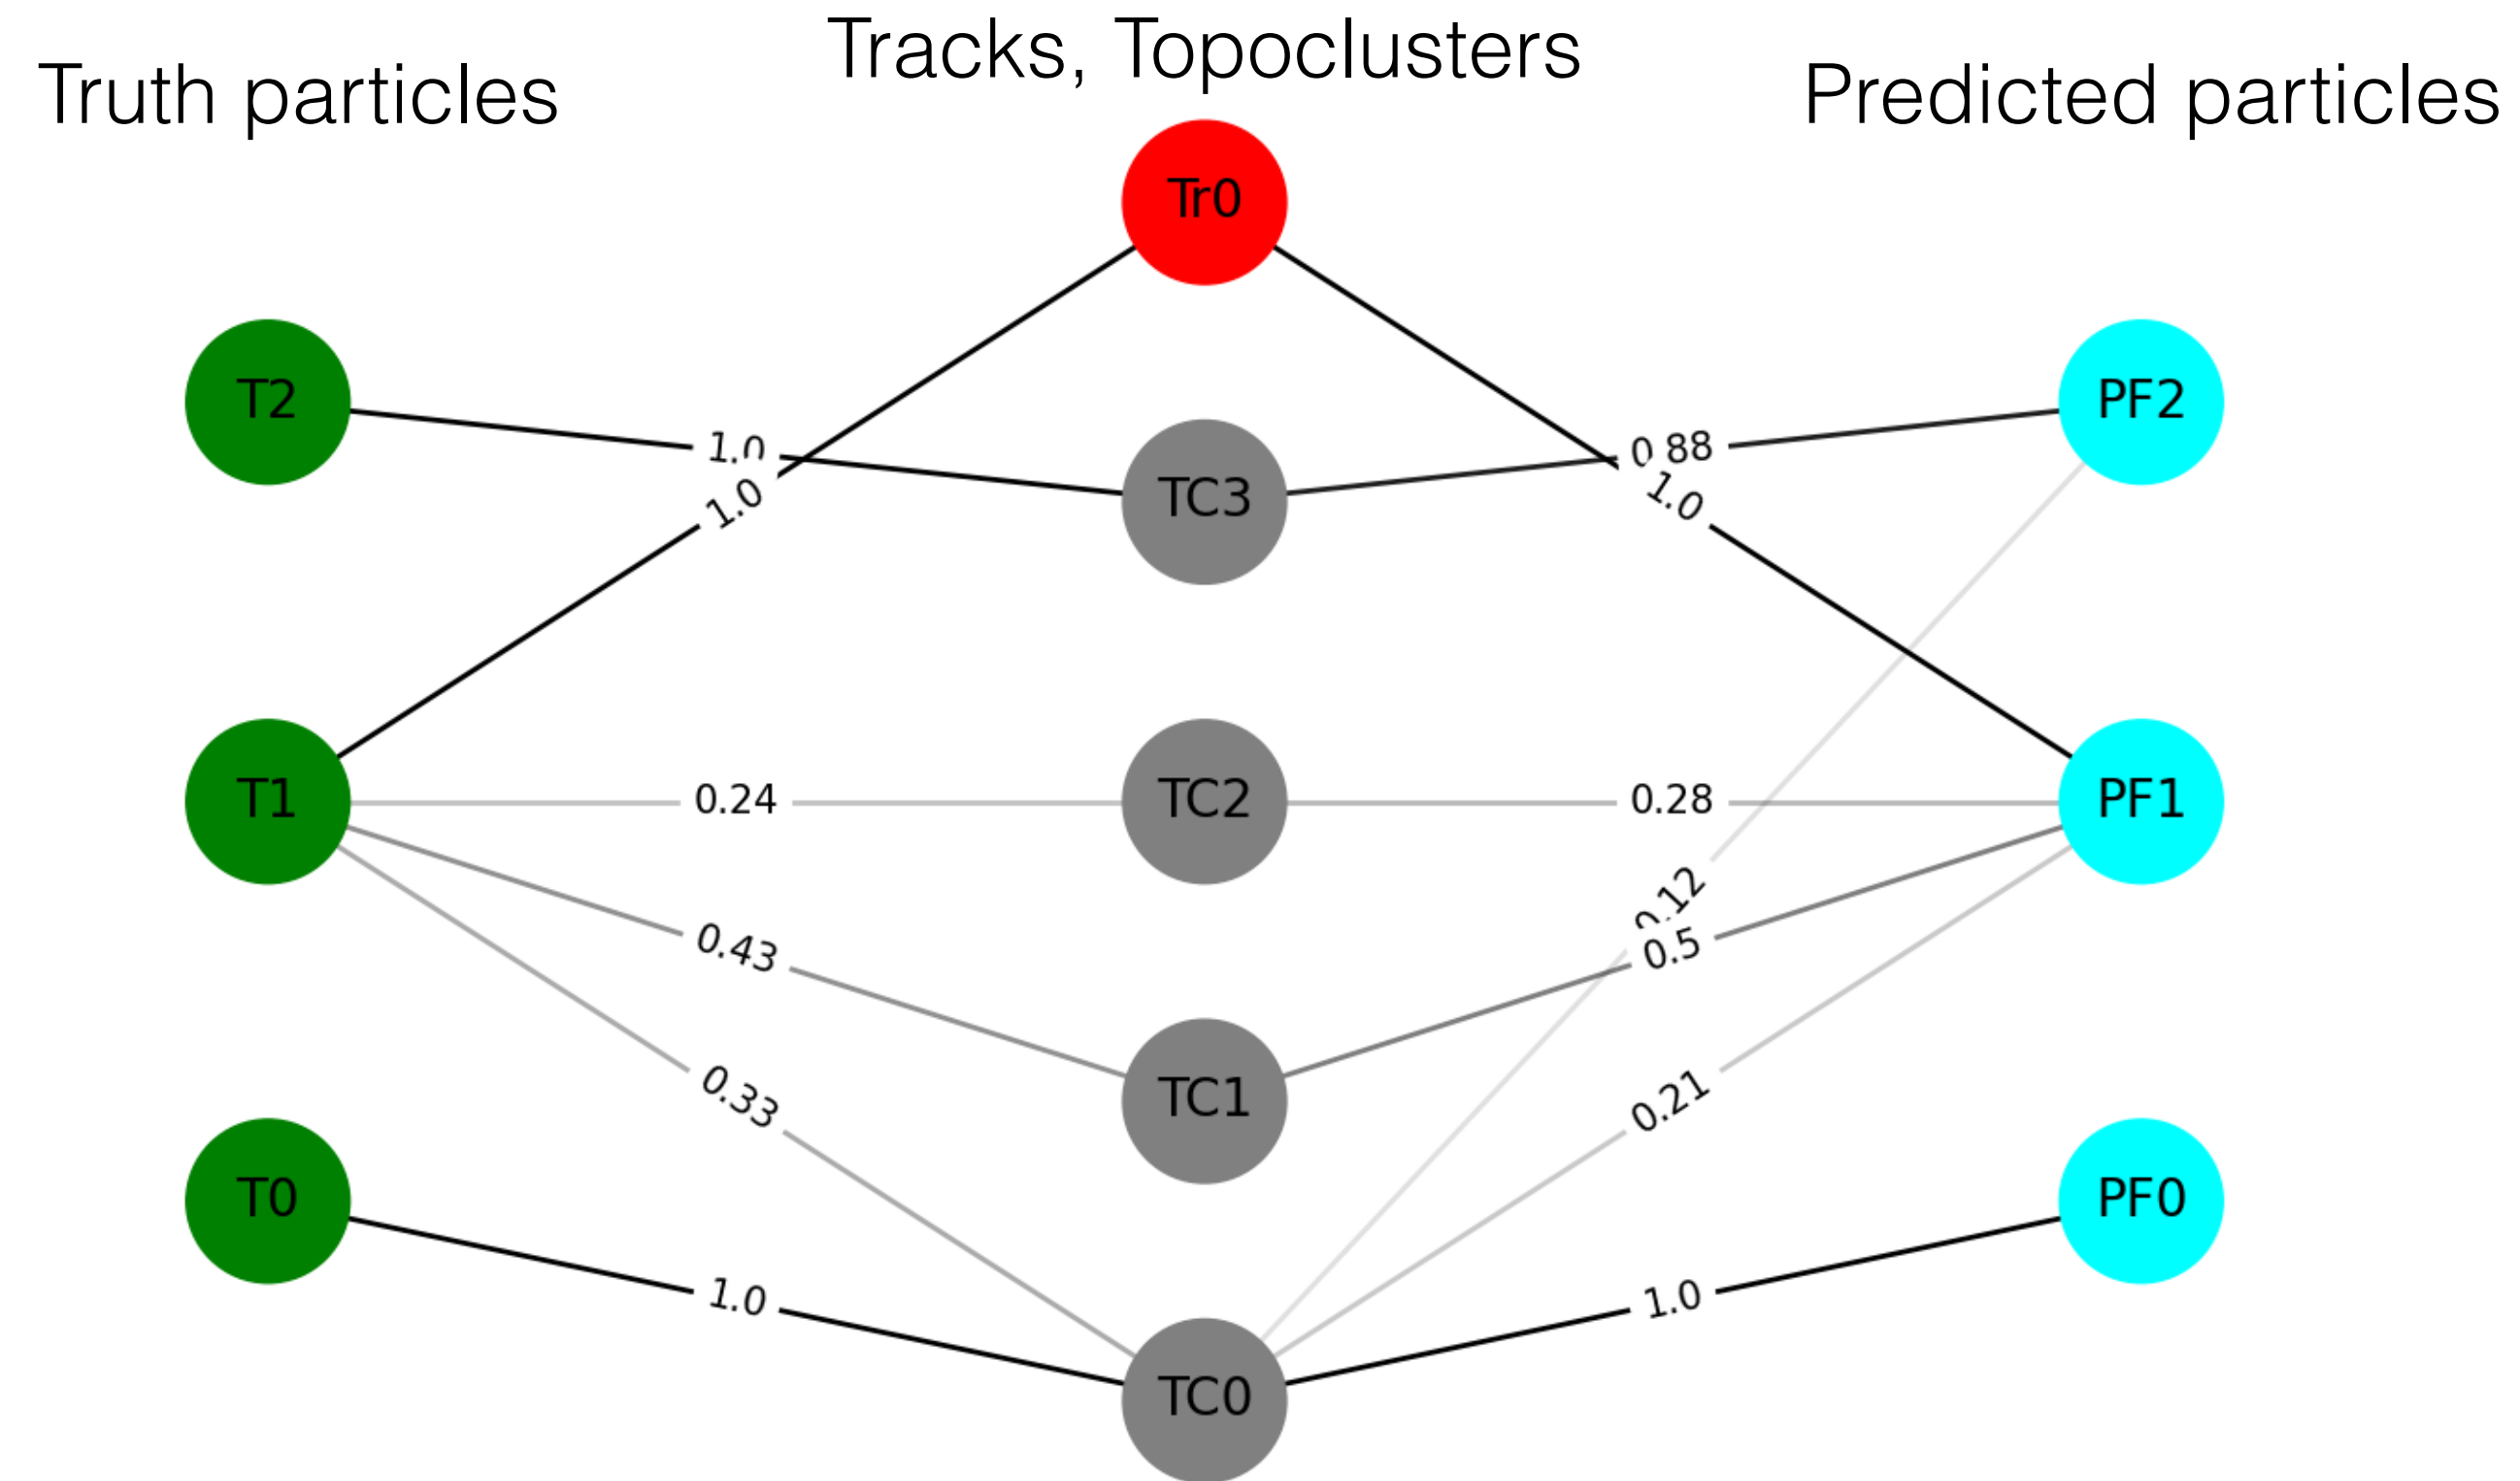 Tracks, Topoclusters
Truth particles
Predicted particles
Tr0
T2
PF2
1.0
0.88
TC3
1.0
1.0
T1
0.24
TC2
0.28
PF1
0.12
0.43
0.5
TC1
0.33
0.21
T0
PF0
1.0
1.0
TC0